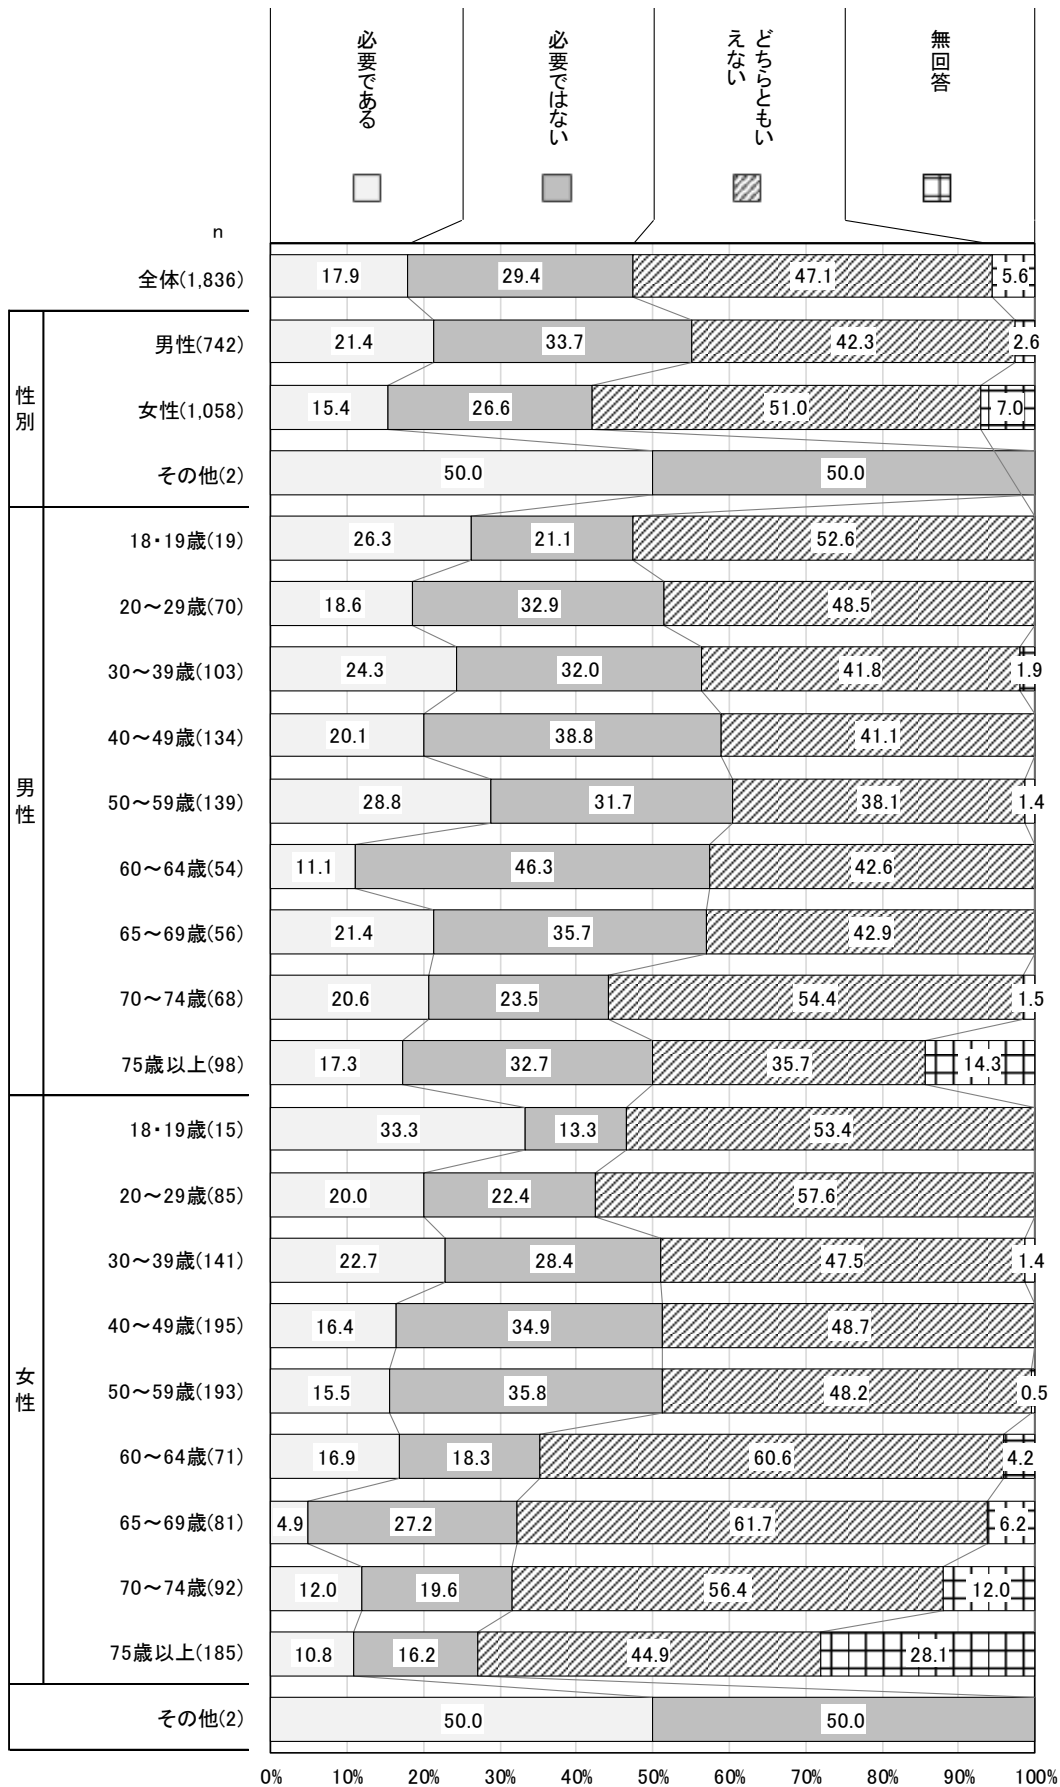 必要である
必要ではない
どちらともい
えない
無回答
n
全体(1,836) 17.9 29.4 47.1 5.6
性別
男性(742) 21.4 33.7 42.3 2.6
女性(1,058) 15.4 26.6 51.0 7.0
その他(2) 50.0 50.0
男性
18・19歳(19) 26.3 21.1 52.6
20～29歳(70) 18.6 32.9 48.5
30～39歳(103) 24.3 32.0 41.8 1.9
40～49歳(134) 20.1 38.8 41.1
50～59歳(139) 28.8 31.7 38.1 1.4
60～64歳(54) 11.1 46.3 42.6
65～69歳(56) 21.4 35.7 42.9
70～74歳(68) 20.6 23.5 54.4 1.5
75歳以上(98) 17.3 32.7 35.7 14.3
女性
18・19歳(15) 33.3 13.3 53.4
20～29歳(85) 20.0 22.4 57.6
30～39歳(141) 22.7 28.4 47.5 1.4
40～49歳(195) 16.4 34.9 48.7
50～59歳(193) 15.5 35.8 48.2 0.5
60～64歳(71) 16.9 18.3 60.6 4.2
65～69歳(81) 4.9 27.2 61.7 6.2
70～74歳(92) 12.0 19.6 56.4 12.0
75歳以上(185) 10.8 16.2 44.9 28.1
その他(2) 50.0 50.0
0% 10% 20% 30% 40% 50% 60% 70% 80% 90% 100%